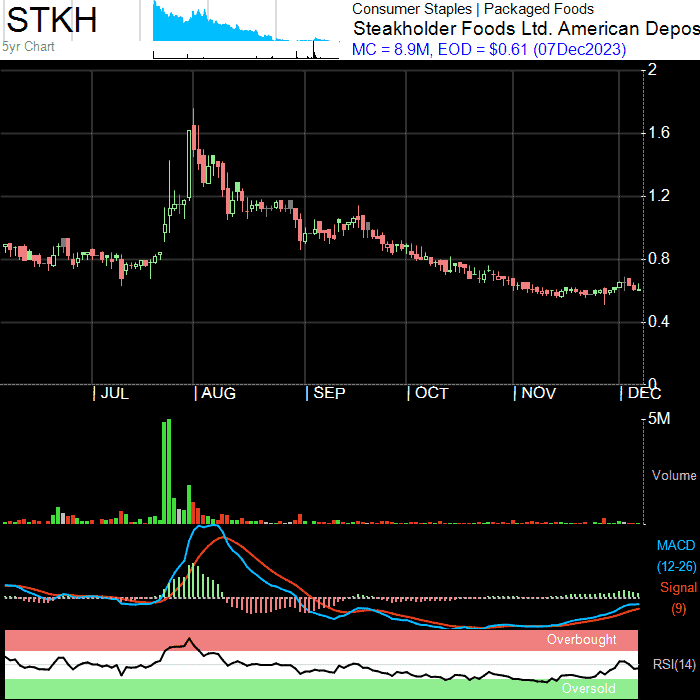 STKH
5yr Chart
Consumer Staples | Packaged Foods
Steakholder Foods Ltd. American Depos
MC = 8.9M, EOD = $0.61 (07Dec2023)
2
1.6
1.2
0.8
0.4
0
JUL AUG SEP OCT NOV DEC
5M
Volume
MACD
(12-26)
Signal
(9)
Overbought
RSI(14)
Oversold